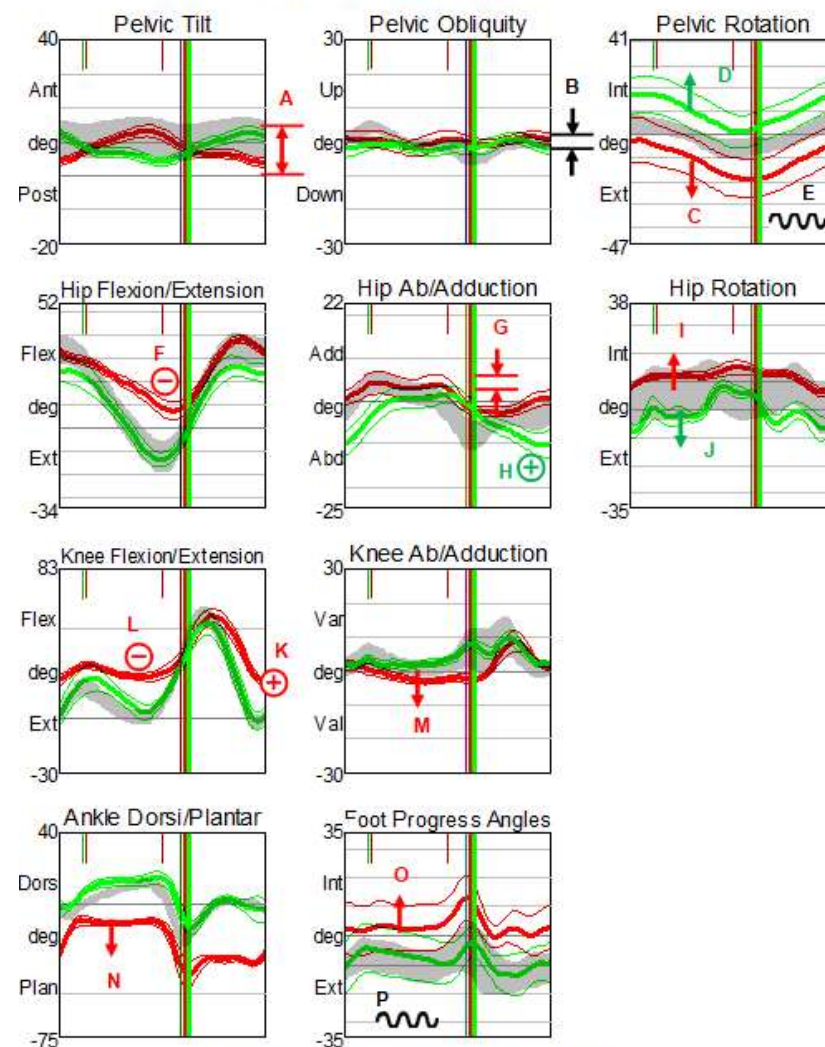 Pelvic Tilt
40
Ant
deg
Post
-20
A
Pelvic Obliquity
30
Up
deg
Down
-30
B
Pelvic Rotation
41
Int
deg
Ext
-47
D
C
E
Hip Flexion/Extension
52
Flex
deg
Ext
-34
F
Hip Ab/Adduction
22
Add
deg
Abd
-25
G
H
Hip Rotation
38
Int
deg
Ext
-35
I
J
Knee Flexion/Extension
83
Flex
deg
Ext
-30
L
K
Knee Ab/Adduction
30
Var
deg
Val
-30
M
Ankle Dorsi/Plantar
40
Dors
deg
Plan
-75
N
Foot Progress Angles
35
Int
deg
Ext
-35
O
P